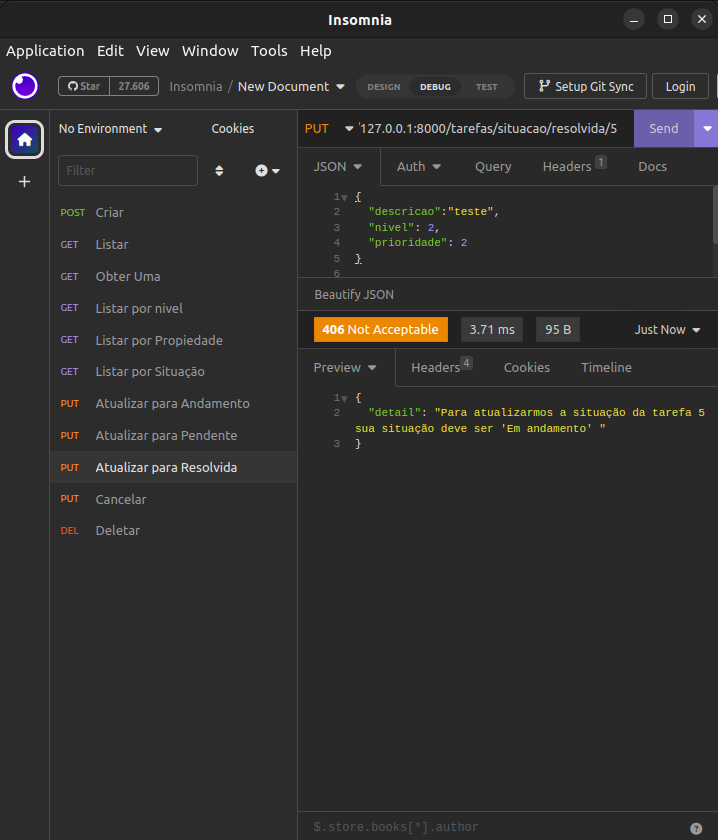 Insomnia
Application Edit View Window Tools Help
Star 27.606 Insomnia / New Document DESIGN DEBUG TEST Setup Git Sync Login
No Environment Cookies
Filter
POST Criar
GET Listar
GET Obter Uma
GET Listar por nivel
GET Listar por Propiedade
GET Listar por Situação
PUT Atualizar para Andamento
PUT Atualizar para Pendente
PUT Atualizar para Resolvida
PUT Cancelar
DEL Deletar
PUT 127.0.0.1:8000/tarefas/situacao/resolvida/5 Send
JSON Auth Query Headers 1 Docs
1 {
2 "descricao":"teste",
3 "nivel": 2,
4 "prioridade": 2
5 }
6
Beautify JSON
406 Not Acceptable 3.71 ms 95 B Just Now
Preview Headers 4 Cookies Timeline
1 {
2 "detail": "Para atualizarmos a situação da tarefa 5
sua situação deve ser 'Em andamento' "
3 }
$.store.books[*].author ?